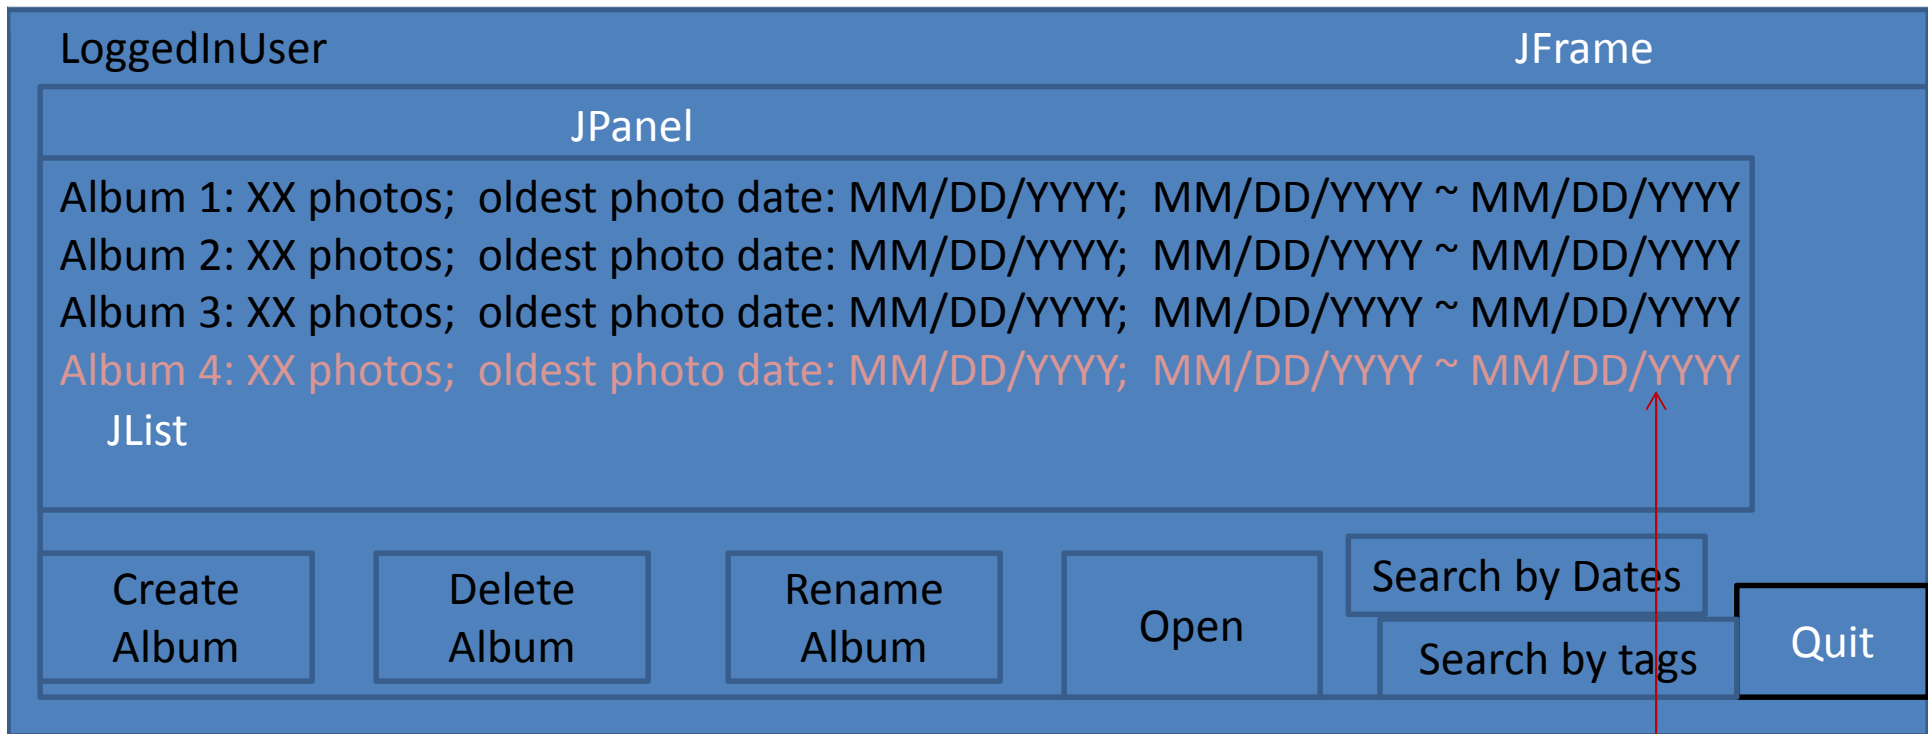 LoggedInUser JFrame
JPanel
Album 1: XX photos;  oldest photo date: MM/DD/YYYY;  MM/DD/YYYY ~ MM/DD/YYYY
Album 2: XX photos;  oldest photo date: MM/DD/YYYY;  MM/DD/YYYY ~ MM/DD/YYYY
Album 3: XX photos;  oldest photo date: MM/DD/YYYY;  MM/DD/YYYY ~ MM/DD/YYYY
Album 4: XX photos;  oldest photo date: MM/DD/YYYY;  MM/DD/YYYY ~ MM/DD/YYYY
JList
Create
Album
Delete
Album
Rename
Album
Open
Search by Dates
Search by tags
Quit